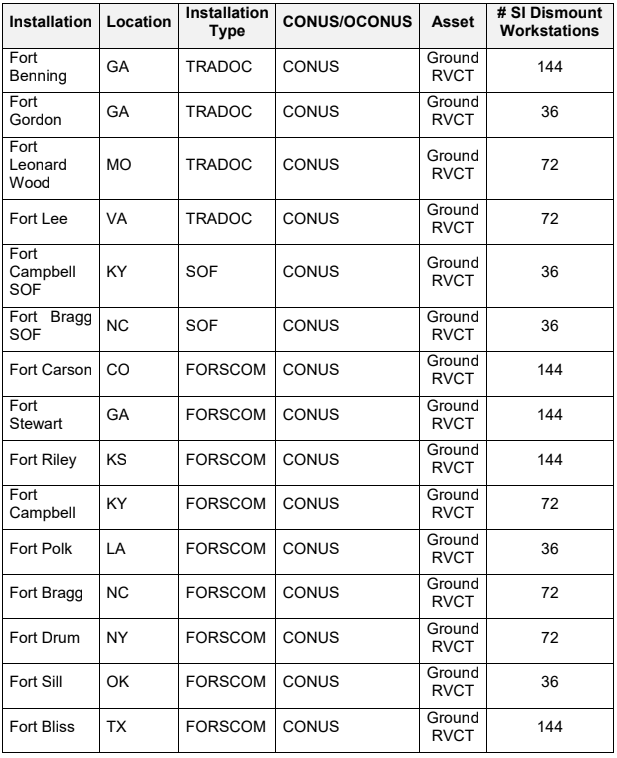 Installation Location Installation Type CONUS/OCONUS Asset # SI Dismount Workstations
Fort Benning GA TRADOC CONUS Ground RVCT 144
Fort Gordon GA TRADOC CONUS Ground RVCT 36
Fort Leonard Wood MO TRADOC CONUS Ground RVCT 72
Fort Lee VA TRADOC CONUS Ground RVCT 72
Fort Campbell SOF KY SOF CONUS Ground RVCT 36
Fort Bragg SOF NC SOF CONUS Ground RVCT 36
Fort Carson CO FORSCOM CONUS Ground RVCT 144
Fort Stewart GA FORSCOM CONUS Ground RVCT 144
Fort Riley KS FORSCOM CONUS Ground RVCT 144
Fort Campbell KY FORSCOM CONUS Ground RVCT 72
Fort Polk LA FORSCOM CONUS Ground RVCT 36
Fort Bragg NC FORSCOM CONUS Ground RVCT 72
Fort Drum NY FORSCOM CONUS Ground RVCT 72
Fort Sill OK FORSCOM CONUS Ground RVCT 36
Fort Bliss TX FORSCOM CONUS Ground RVCT 144